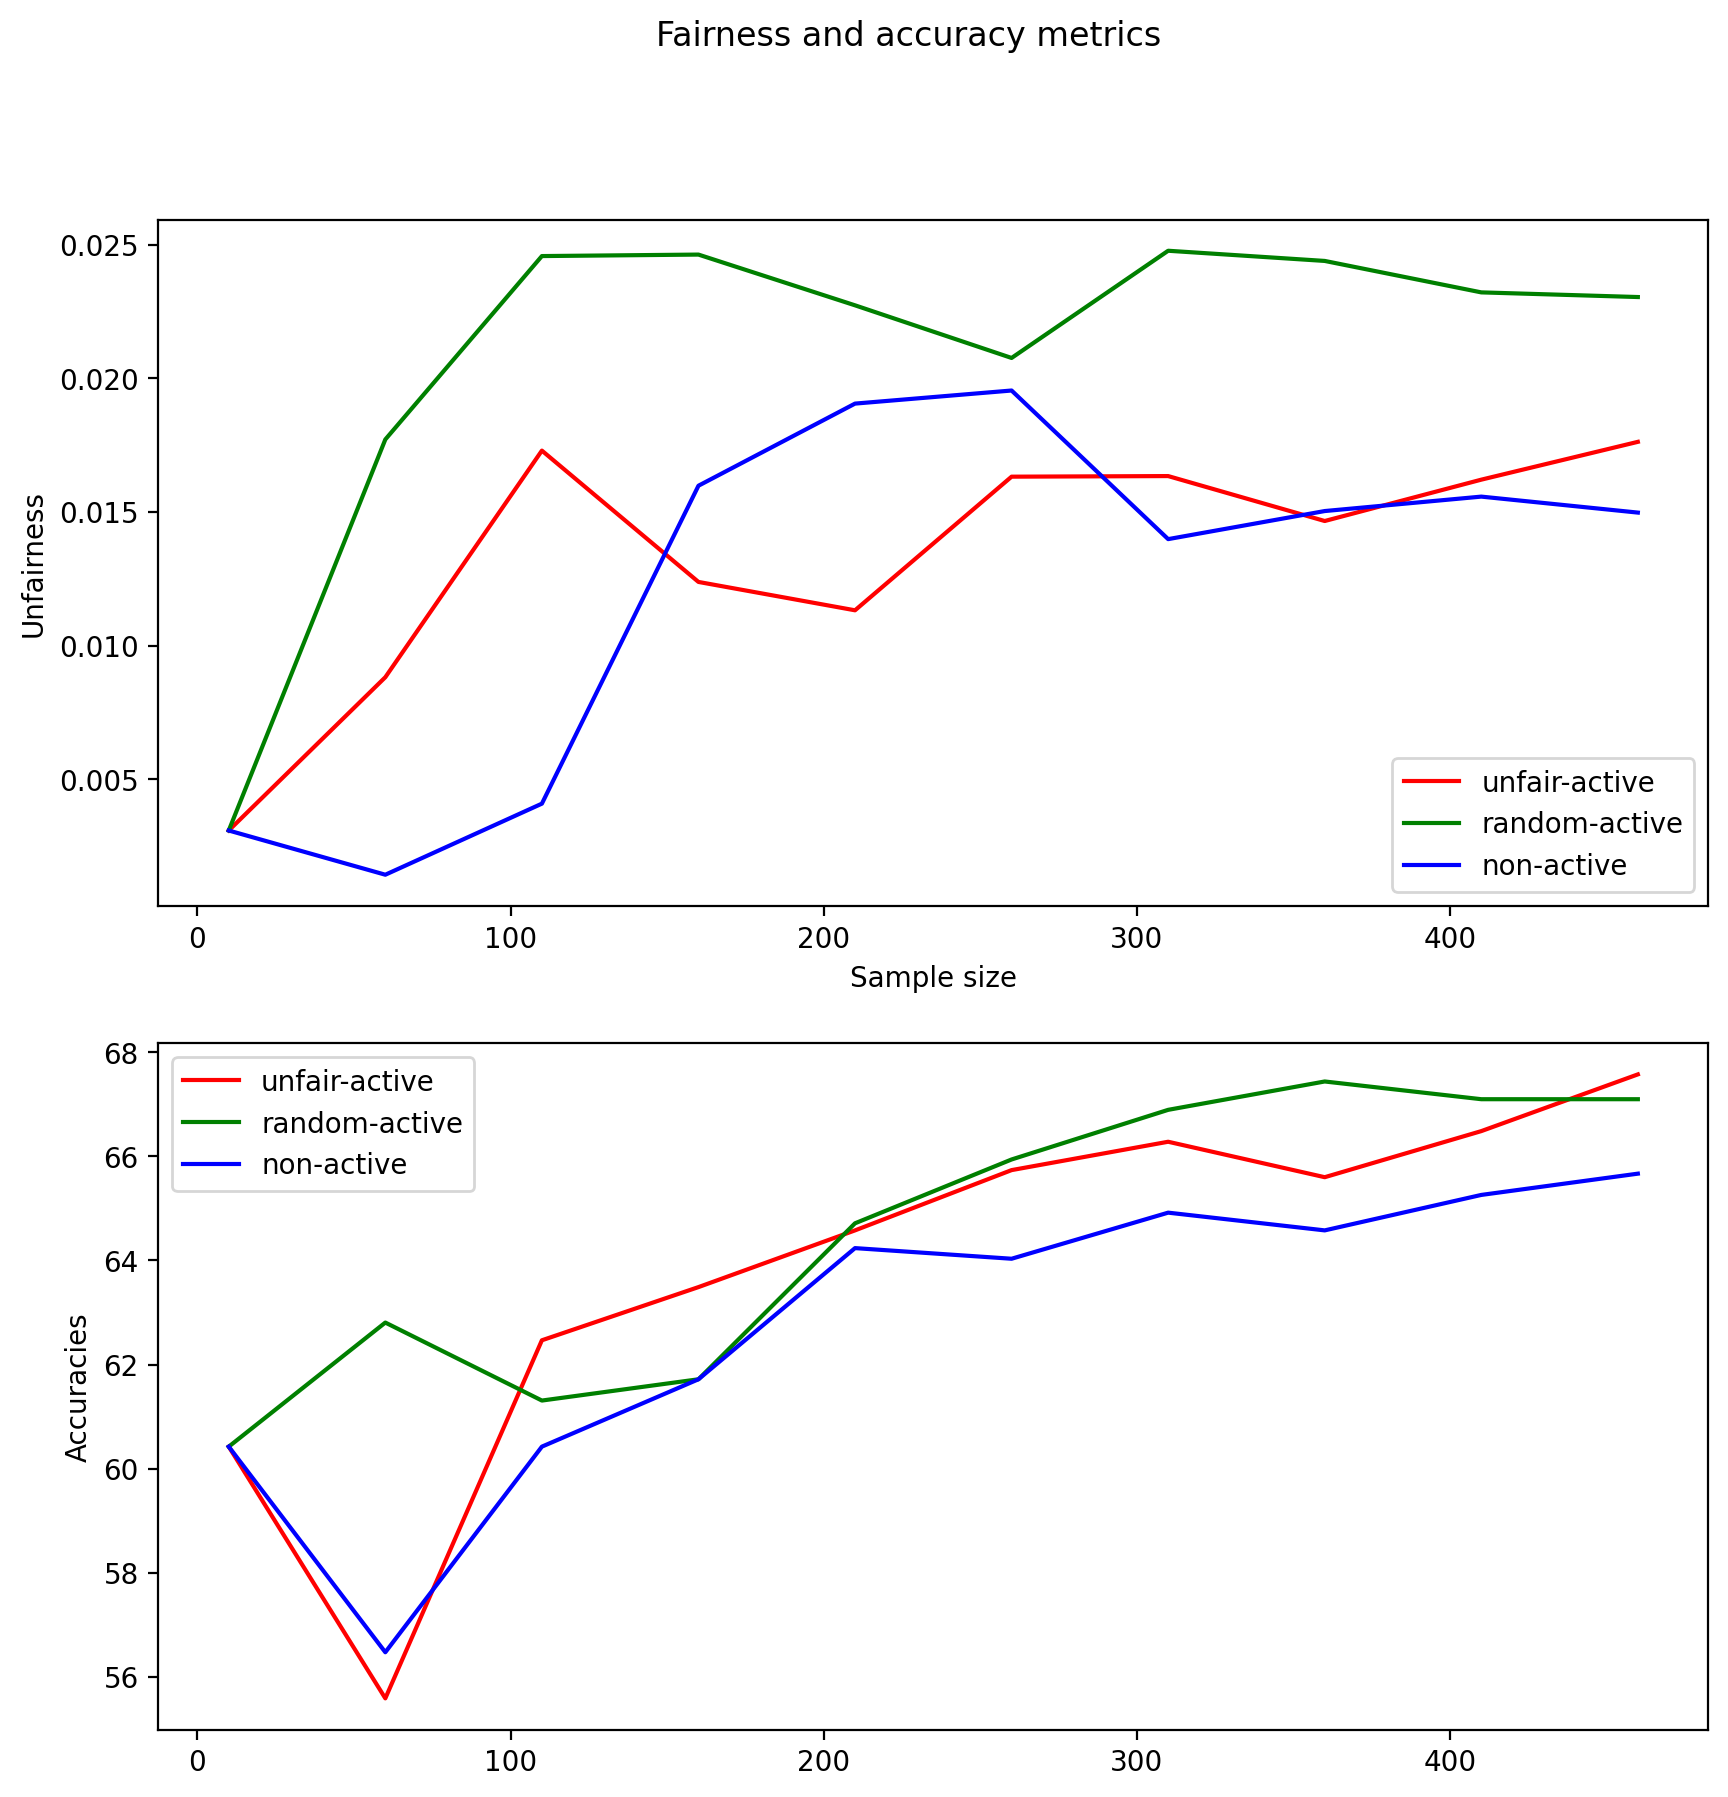 Fairness and accuracy metrics
0.025
0.020
0.015
0.010
0.005
Unfairness
unfair-active
random-active
non-active
0 100 200 300 400
Sample size
68
66
64
62
60
58
56
Accuracies
unfair-active
random-active
non-active
0 100 200 300 400